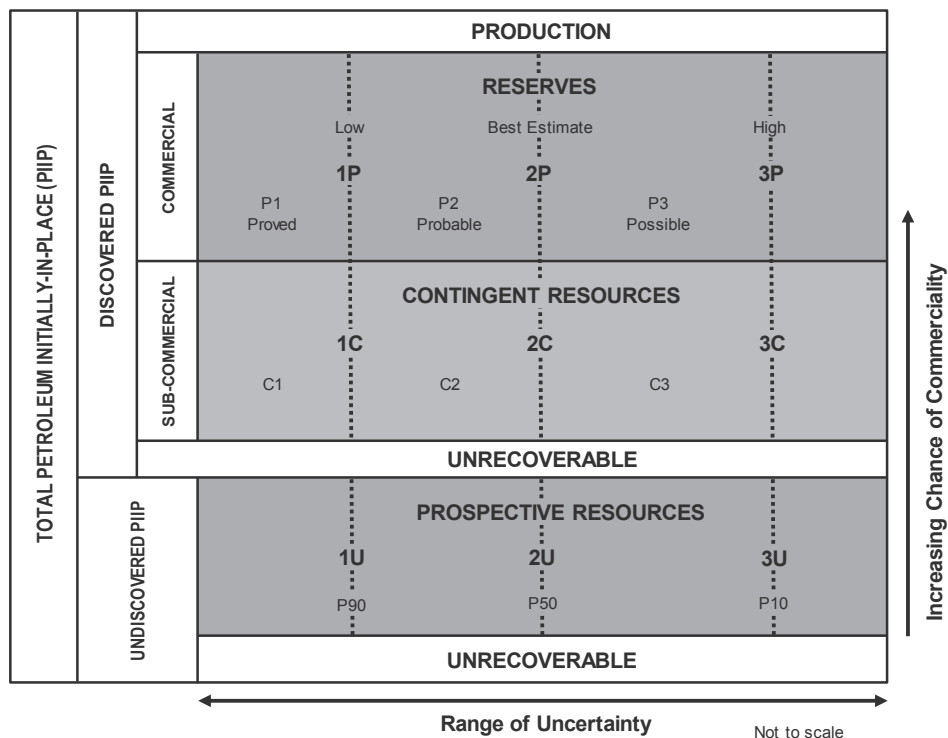 TOTAL PETROLEUM INITIALLY-IN-PLACE (PIIP)
DISCOVERED PIIP
UNDISCOVERED PIIP
COMMERCIAL
SUB-COMMERCIAL
PRODUCTION
RESERVES
Low Best Estimate High
1P 2P 3P
P1 P2 P3
Proved Probable Possible
CONTINGENT RESOURCES
1C 2C 3C
C1 C2 C3
UNRECOVERABLE
PROSPECTIVE RESOURCES
1U 2U 3U
P90 P50 P10
UNRECOVERABLE
Increasing Chance of Commerciality
Range of Uncertainty
Not to scale